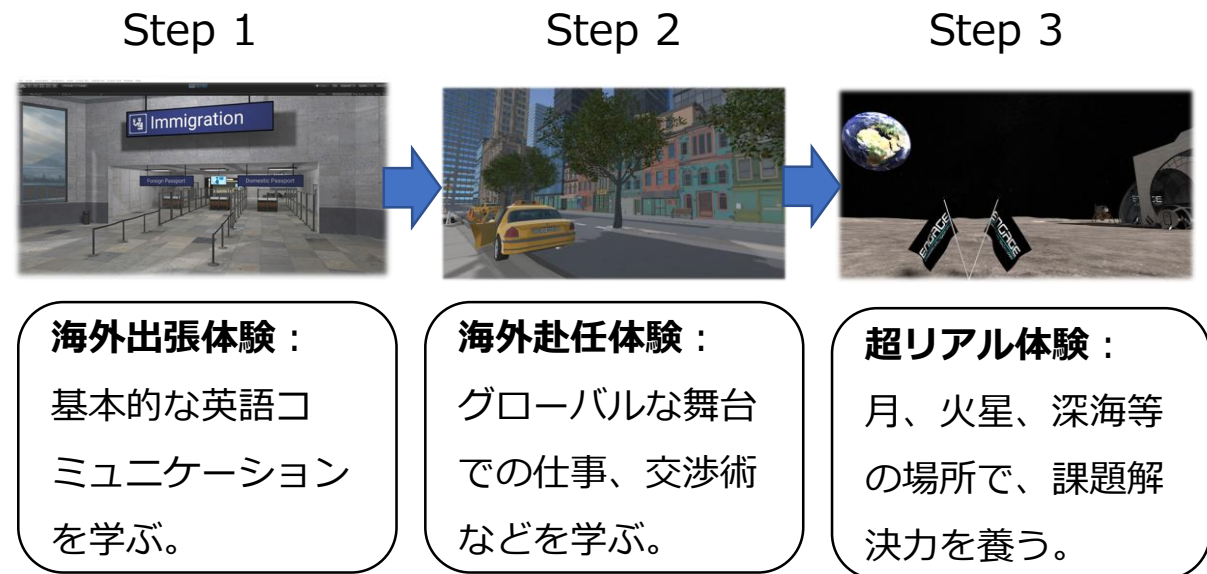 Step 1
Step 2
Step 3
Immigration
Foreign Passport
Domestic Passport
ENGAGE
ENGAGE
海外出張体験：
基本的な英語コ
ミュニケーション
を学ぶ。
海外赴任体験：
グローバルな舞台
での仕事、交渉術
などを学ぶ。
超リアル体験：
月、火星、深海等
の場所で、課題解
決力を養う。